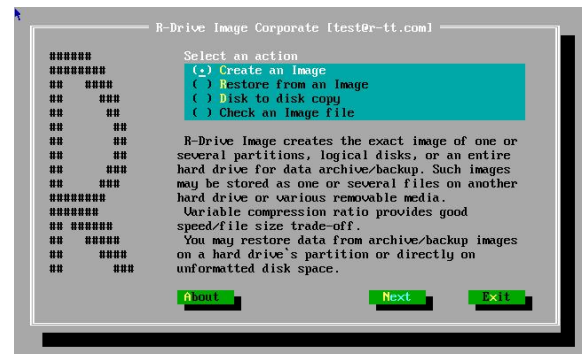 R-Drive Image Corporate [test@r-tt.com]
Select an action
(•) Create an Image
( ) Restore from an Image
( ) Disk to disk copy
( ) Check an Image file
R-Drive Image creates the exact image of one or
several partitions, logical disks, or an entire
hard drive for data archive/backup. Such images
may be stored as one or several files on another
hard drive or various removable media.
Variable compression ratio provides good
speed/file size trade-off.
You may restore data from archive/backup images
on a hard drive`s partition or directly on
unformatted disk space.
About Next Exit